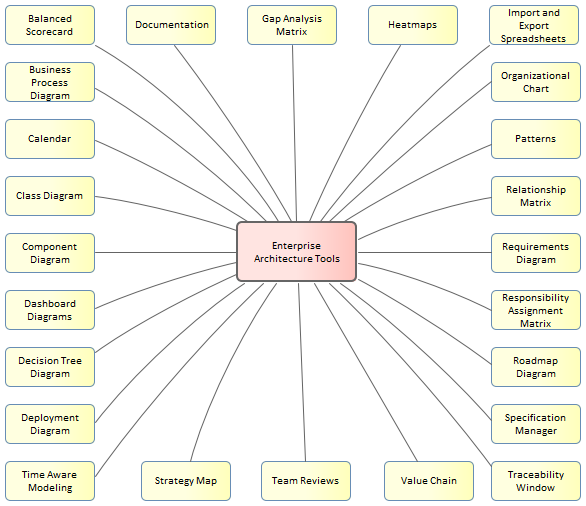 Balanced
Scorecard
Documentation
Gap Analysis
Matrix
Heatmaps
Import and
Export
Spreadsheets
Business
Process
Diagram
Organizational
Chart
Calendar
Patterns
Class Diagram
Relationship
Matrix
Enterprise
Architecture Tools
Component
Diagram
Requirements
Diagram
Dashboard
Diagrams
Responsibility
Assignment
Matrix
Decision Tree
Diagram
Roadmap
Diagram
Deployment
Diagram
Specification
Manager
Time Aware
Modeling
Strategy Map
Team Reviews
Value Chain
Traceability
Window